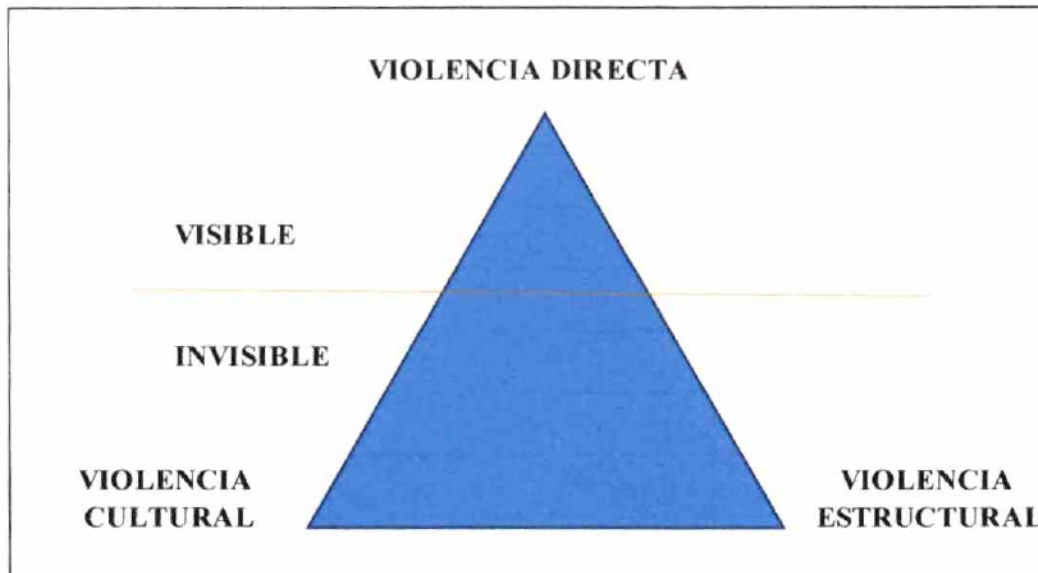 VIOLENCIA DIRECTA
VISIBLE
INVISIBLE
VIOLENCIA
CULTURAL
VIOLENCIA
ESTRUCTURAL